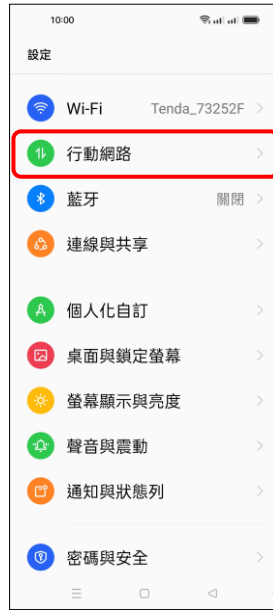 10:00
設定
Wi-Fi Tenda_73252F
行動網路
藍牙 關閉
連線與共享
個人化自訂
桌面與鎖定螢幕
螢幕顯示與亮度
聲音與震動
通知與狀態列
密碼與安全